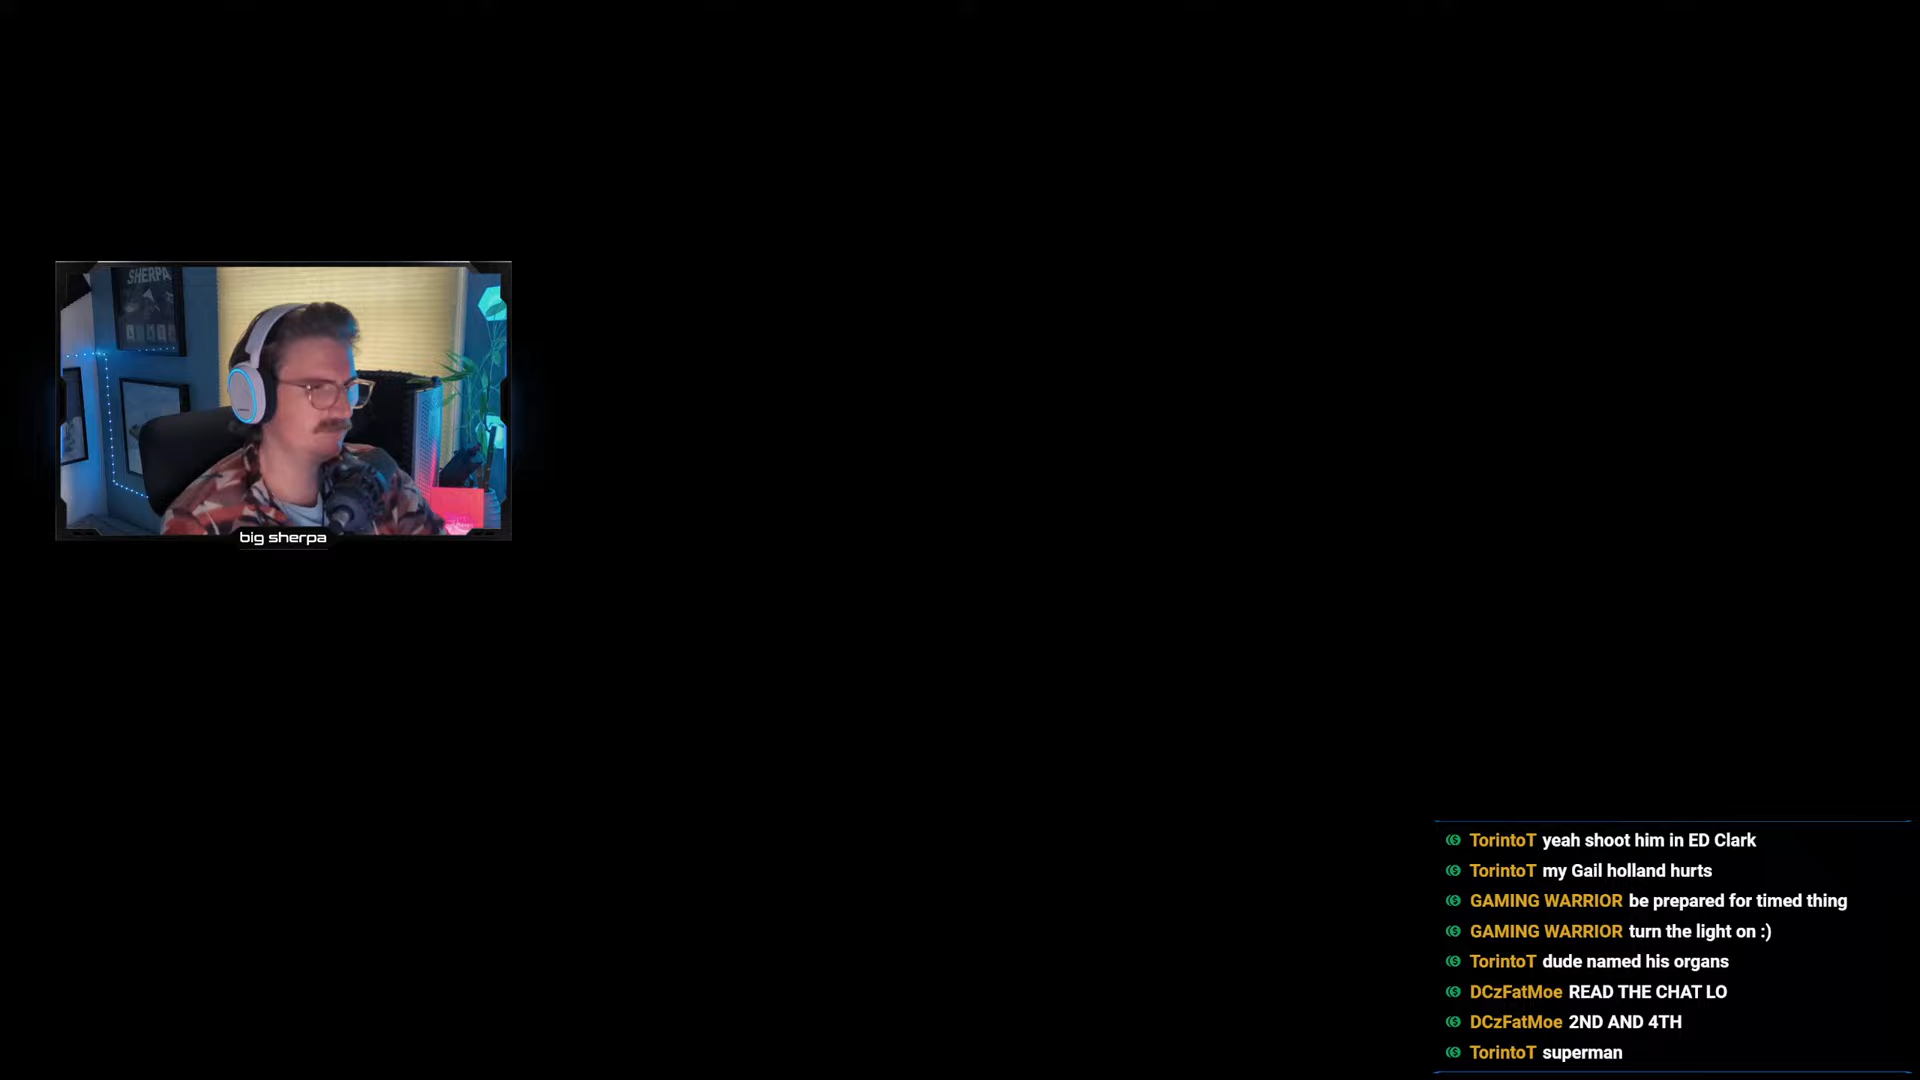 SHERPA
big sherpa
TorintoT yeah shoot him in ED Clark
TorintoT my Gail holland hurts
GAMING WARRIOR be prepared for timed thing
GAMING WARRIOR turn the light on :)
TorintoT dude named his organs
DCzFatMoe READ THE CHAT LO
DCzFatMoe 2ND AND 4TH
TorintoT superman